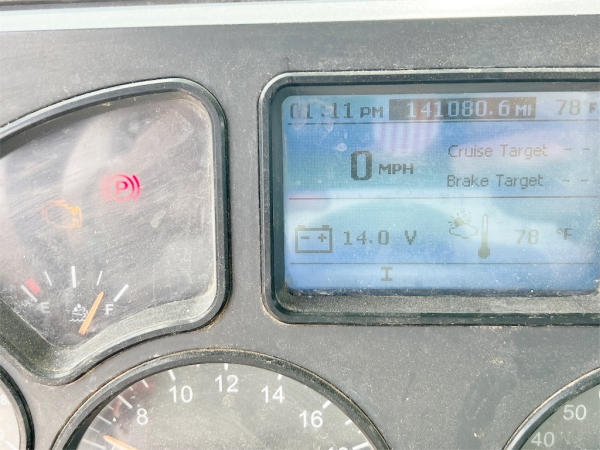 01:11 PM 141080.6 MI 78 F
0 MPH
Cruise Target - -
Brake Target - -
- +
14.0 V
78 °F
I
P
E F
8 10 12 14 16
40 50